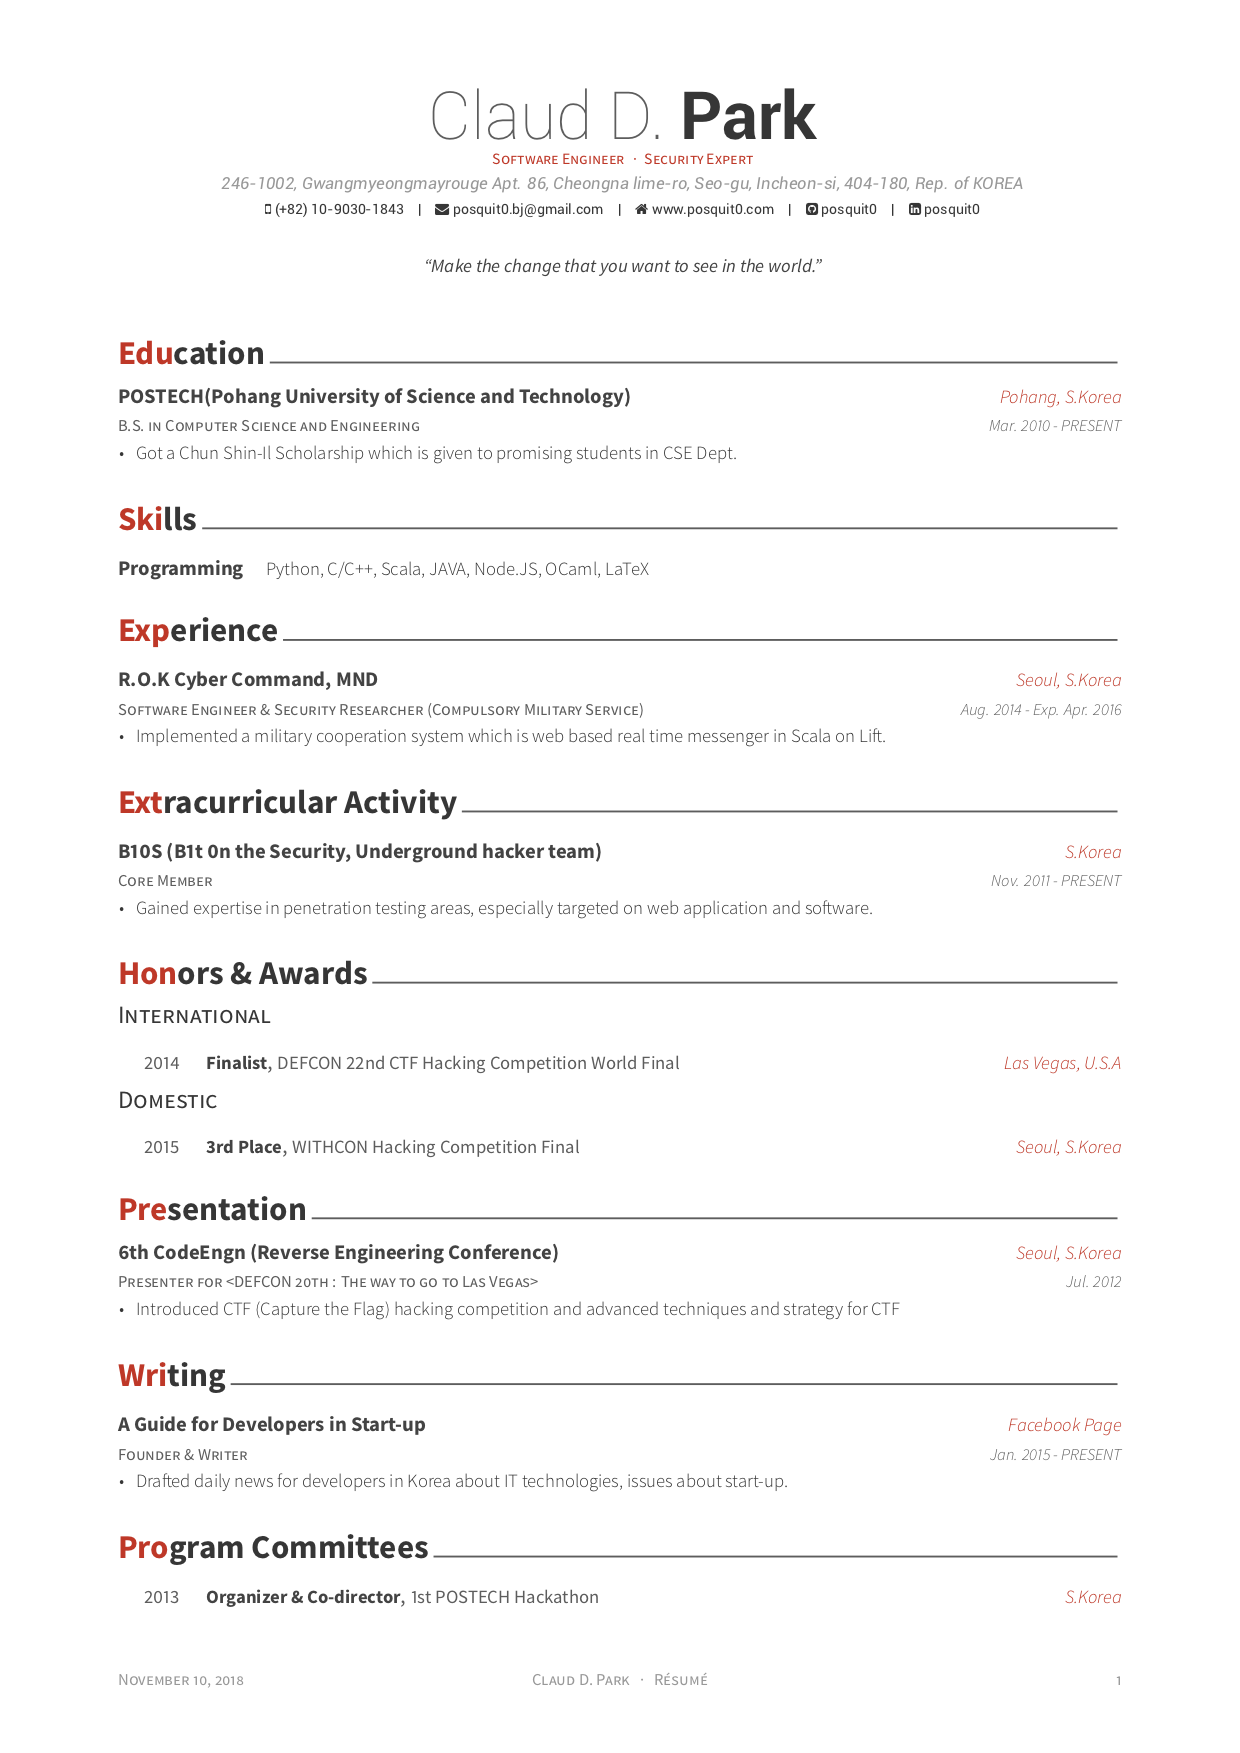 Claud D. Park
Software Engineer · Security Expert
246-1002, Gwangmyeongmayrouge Apt. 86, Cheongna lime-ro, Seo-gu, Incheon-si, 404-180, Rep. of KOREA
(+82) 10-9030-1843 | posquit0.bj@gmail.com | www.posquit0.com | posquit0 | posquit0
“Make the change that you want to see in the world.”
Education
POSTECH(Pohang University of Science and Technology) Pohang, S.Korea
B.S. in Computer Science and Engineering Mar. 2010 - PRESENT
• Got a Chun Shin-Il Scholarship which is given to promising students in CSE Dept.
Skills
Programming Python, C/C++, Scala, JAVA, Node.JS, OCaml, LaTeX
Experience
R.O.K Cyber Command, MND Seoul, S.Korea
Software Engineer & Security Researcher (Compulsory Military Service) Aug. 2014 - Exp. Apr. 2016
• Implemented a military cooperation system which is web based real time messenger in Scala on Lift.
Extracurricular Activity
B10S (B1t 0n the Security, Underground hacker team) S.Korea
Core Member Nov. 2011 - PRESENT
• Gained expertise in penetration testing areas, especially targeted on web application and software.
Honors & Awards
International
2014 Finalist, DEFCON 22nd CTF Hacking Competition World Final Las Vegas, U.S.A
Domestic
2015 3rd Place, WITHCON Hacking Competition Final Seoul, S.Korea
Presentation
6th CodeEngn (Reverse Engineering Conference) Seoul, S.Korea
Presenter for <DEFCON 20th : The way to go to Las Vegas> Jul. 2012
• Introduced CTF (Capture the Flag) hacking competition and advanced techniques and strategy for CTF
Writing
A Guide for Developers in Start-up Facebook Page
Founder & Writer Jan. 2015 - PRESENT
• Drafted daily news for developers in Korea about IT technologies, issues about start-up.
Program Committees
2013 Organizer & Co-director, 1st POSTECH Hackathon S.Korea
November 10, 2018 Claud D. Park · Résumé 1